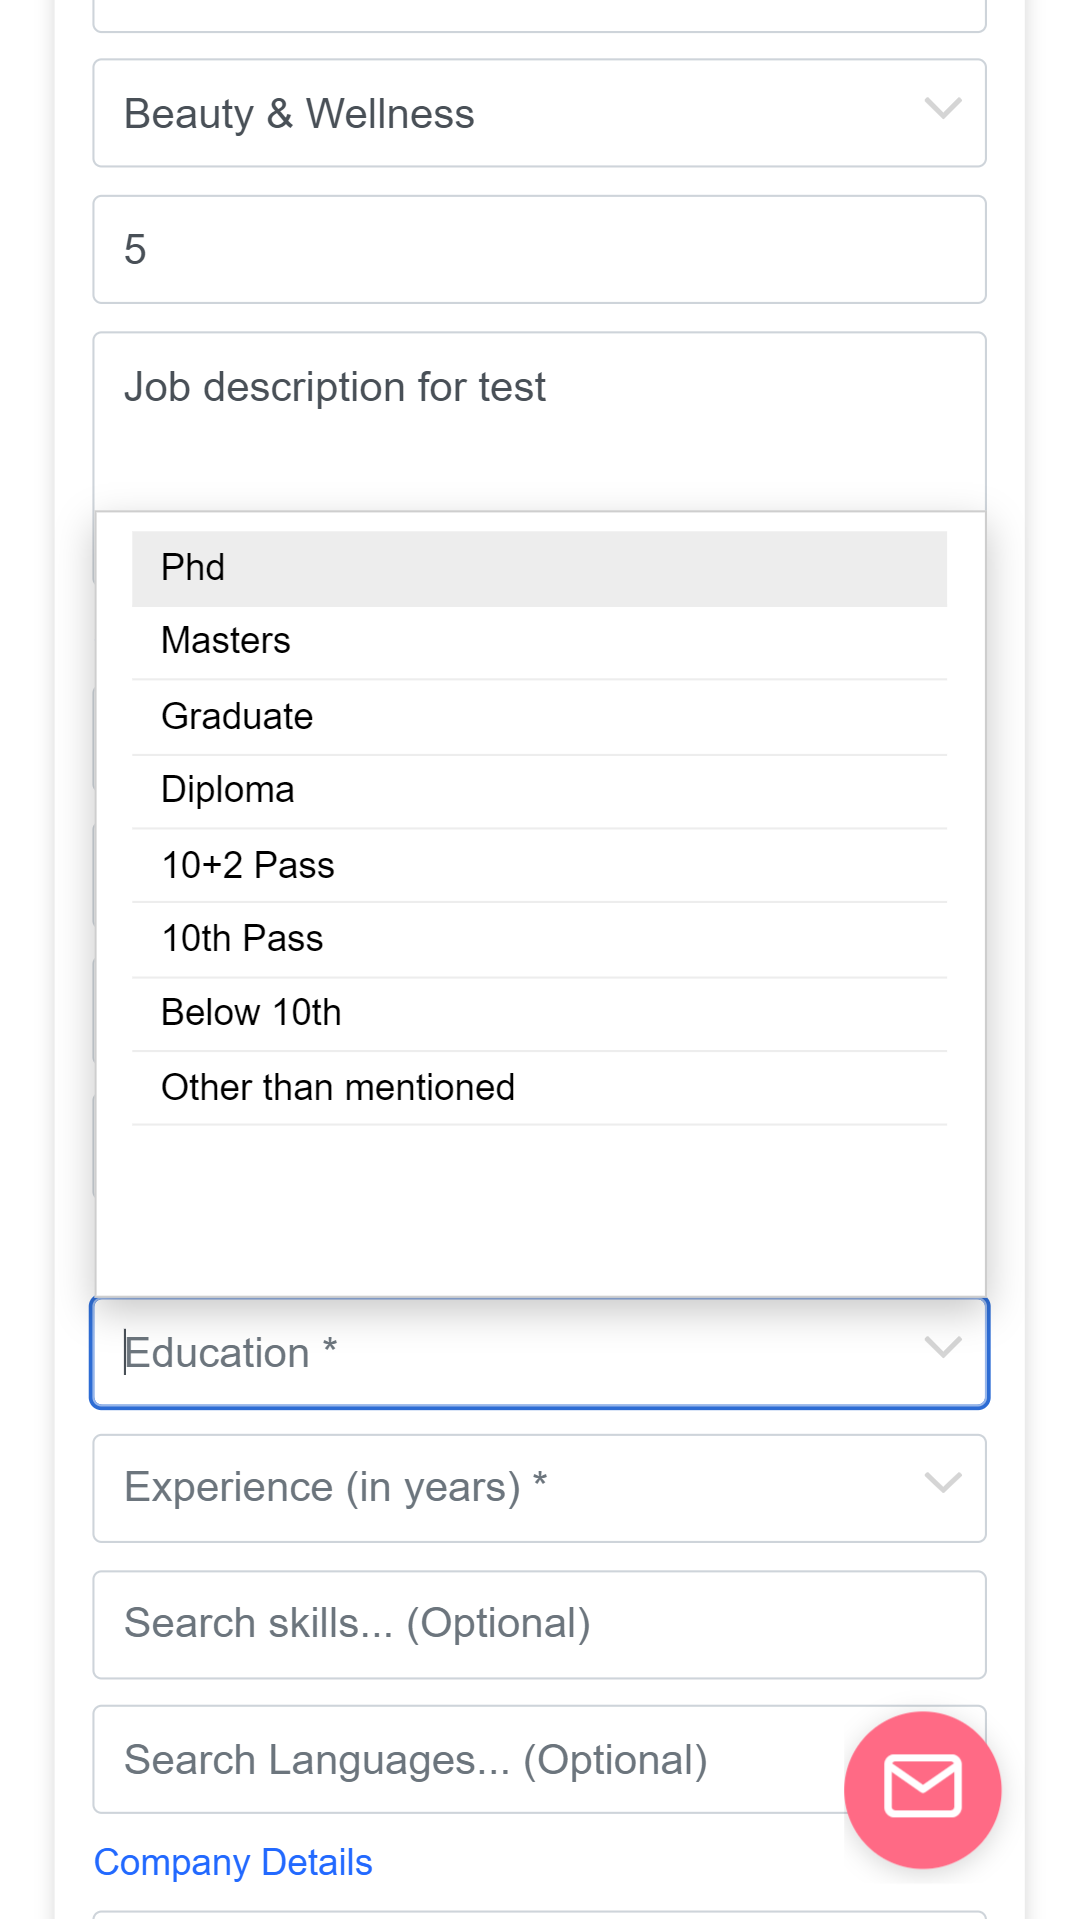 Beauty & Wellness
5
Job description for test
Phd
Masters
Graduate
Diploma
10+2 Pass
10th Pass
Below 10th
Other than mentioned
Education *
Experience (in years) *
Search skills... (Optional)
Search Languages... (Optional)
Company Details